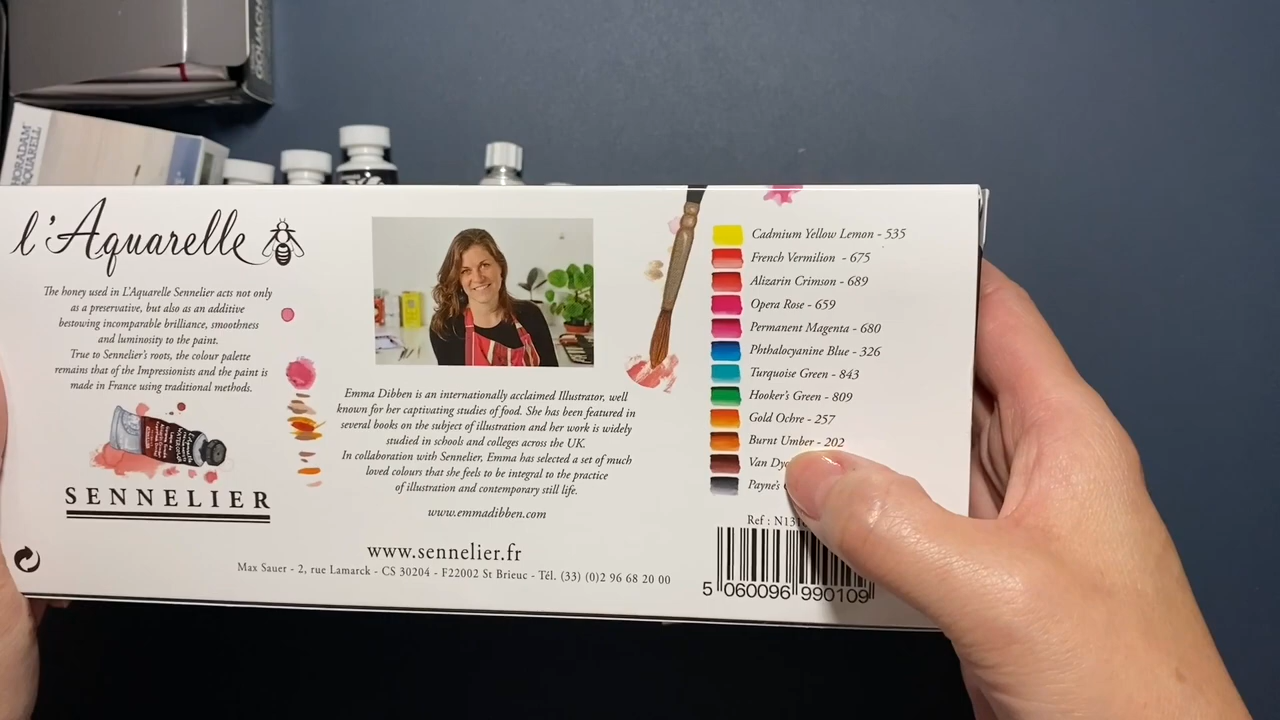 GOUACHE
HORADAM
AQUARELL
l'Aquarelle
The honey used in L'Aquarelle Sennelier acts not only
as a preservative, but also as an additive
bestowing incomparable brilliance, smoothness
and luminosity to the paint.
True to Sennelier's roots, the colour palette
remains that of the Impressionists and the paint is
made in France using traditional methods.
SENNELIER
Emma Dibben is an internationally acclaimed Illustrator, well
known for her captivating studies of food. She has been featured in
several books on the subject of illustration and her work is widely
studied in schools and colleges across the UK.
In collaboration with Sennelier, Emma has selected a set of much
loved colours that she feels to be integral to the practice
of illustration and contemporary still life.
www.emmadibben.com
www.sennelier.fr
Max Sauer - 2, rue Lamarck - CS 30204 - F22002 St Brieuc - Tél. (33) (0)2 96 68 20 00
Cadmium Yellow Lemon - 535
French Vermilion - 675
Alizarin Crimson - 689
Opera Rose - 659
Permanent Magenta - 680
Phthalocyanine Blue - 326
Turquoise Green - 843
Hooker's Green - 809
Gold Ochre - 257
Burnt Umber - 202
Van
Payne's
Ref :
5 060096 990109